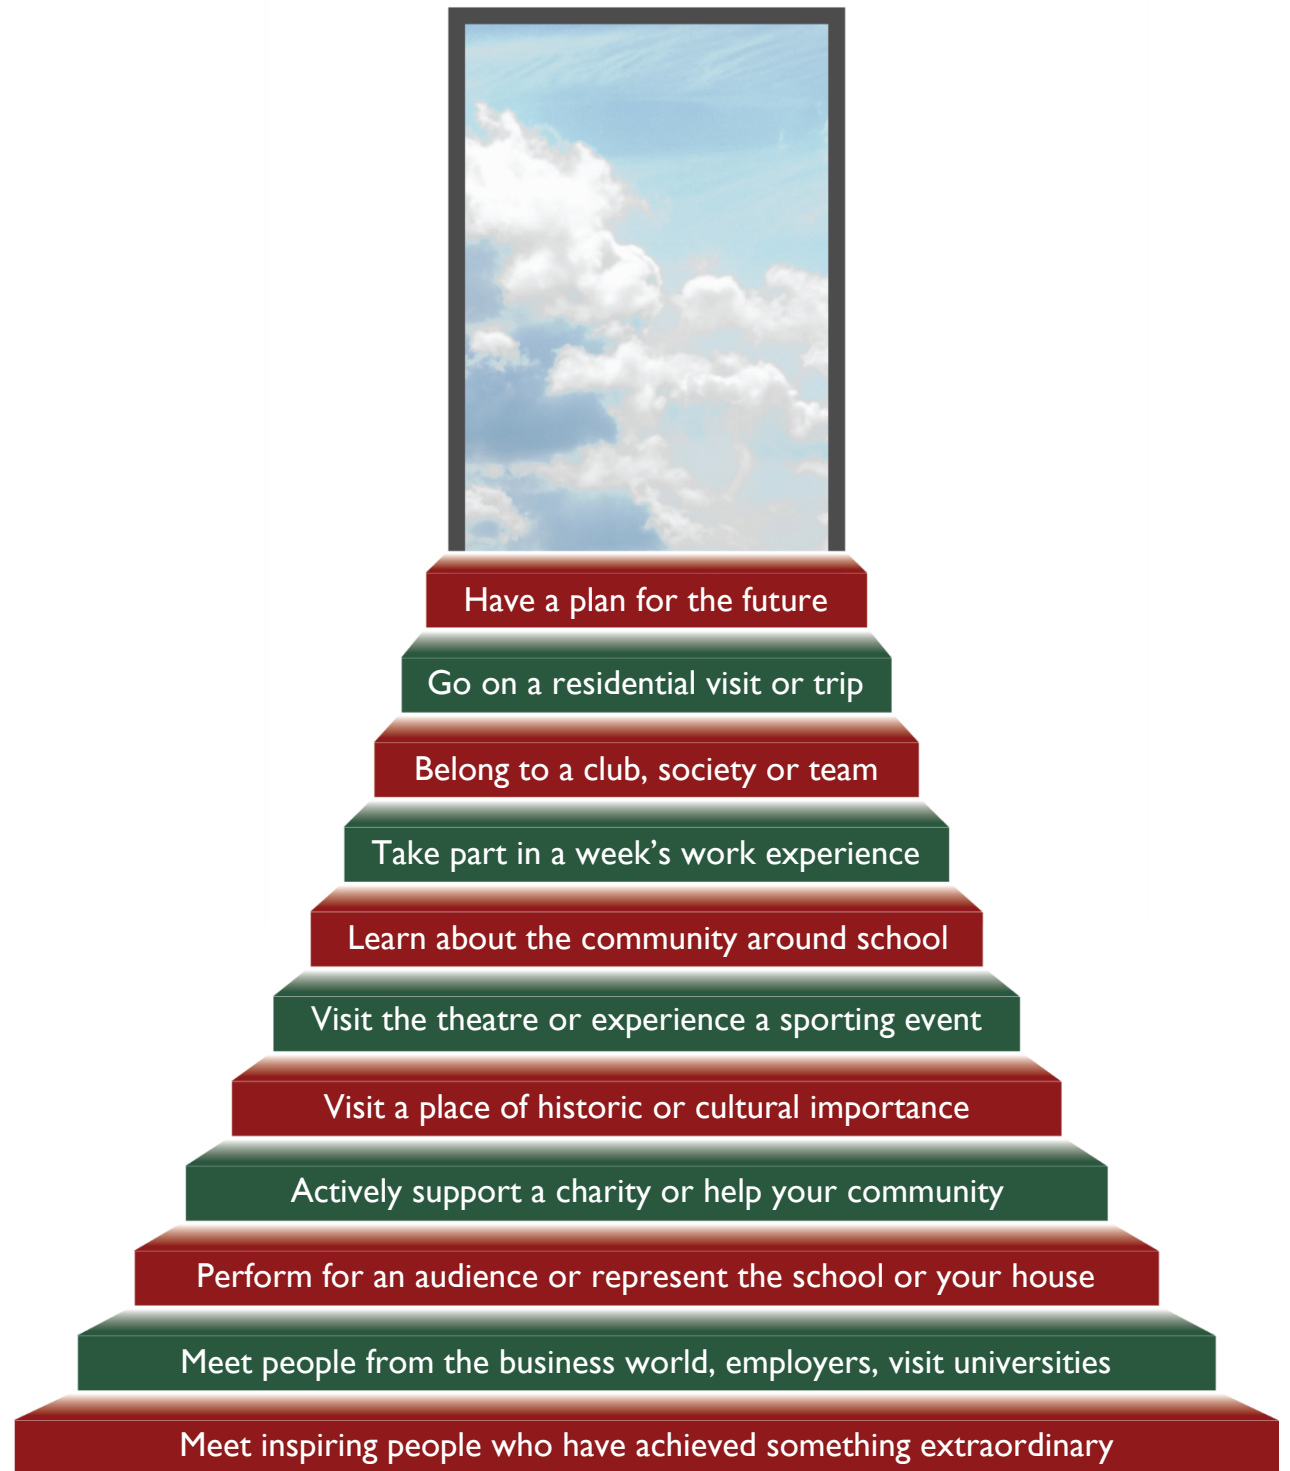 Have a plan for the future
Go on a residential visit or trip
Belong to a club, society or team
Take part in a week’s work experience
Learn about the community around school
Visit the theatre or experience a sporting event
Visit a place of historic or cultural importance
Actively support a charity or help your community
Perform for an audience or represent the school or your house
Meet people from the business world, employers, visit universities
Meet inspiring people who have achieved something extraordinary